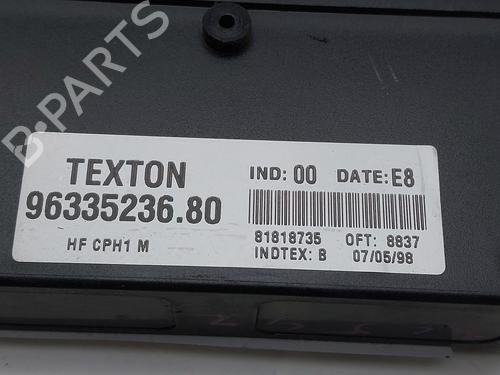 B-PARTS
TEXTON
96335236.80
HF CPH1 M
IND: 00 DATE: E8
81818735 OFT: 8837
INDTEX: B 07/05/98